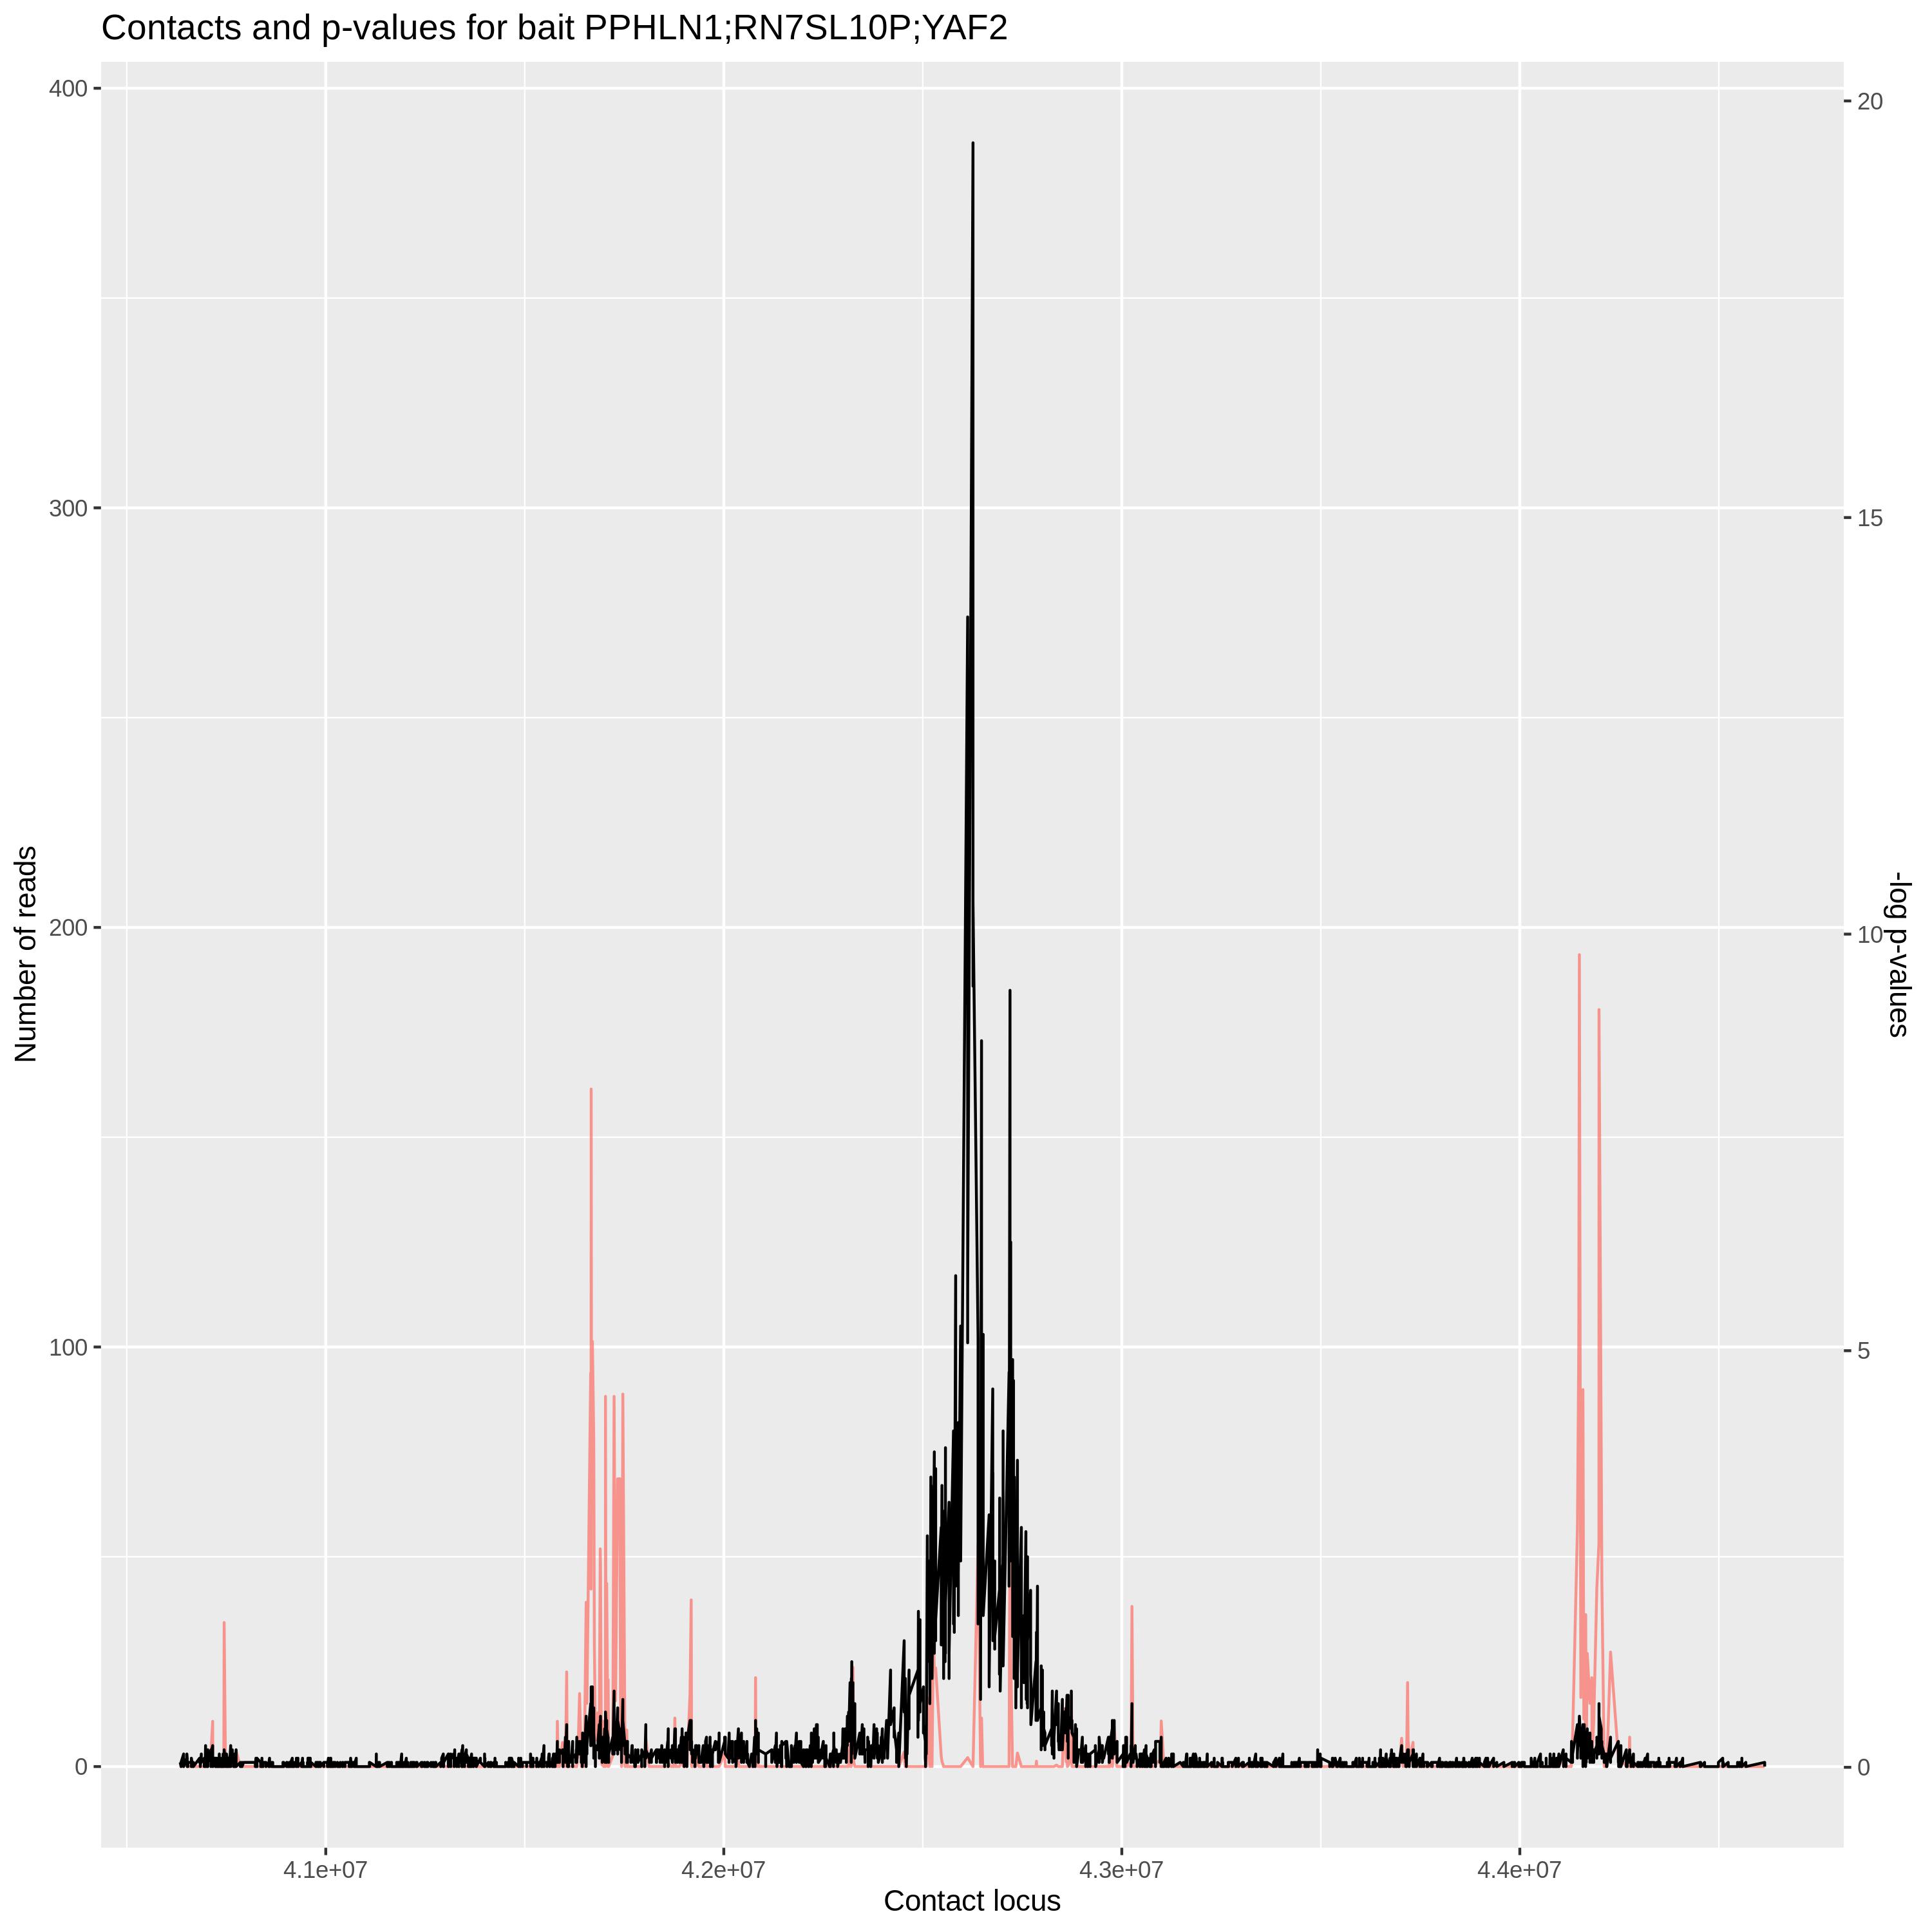 Contacts and p-values for bait PPHLN1;RN7SL10P;YAF2
400
300
200
100
0
Number of reads
20
15
10
5
0
-log p-values
4.1e+07
4.2e+07
4.3e+07
4.4e+07
Contact locus